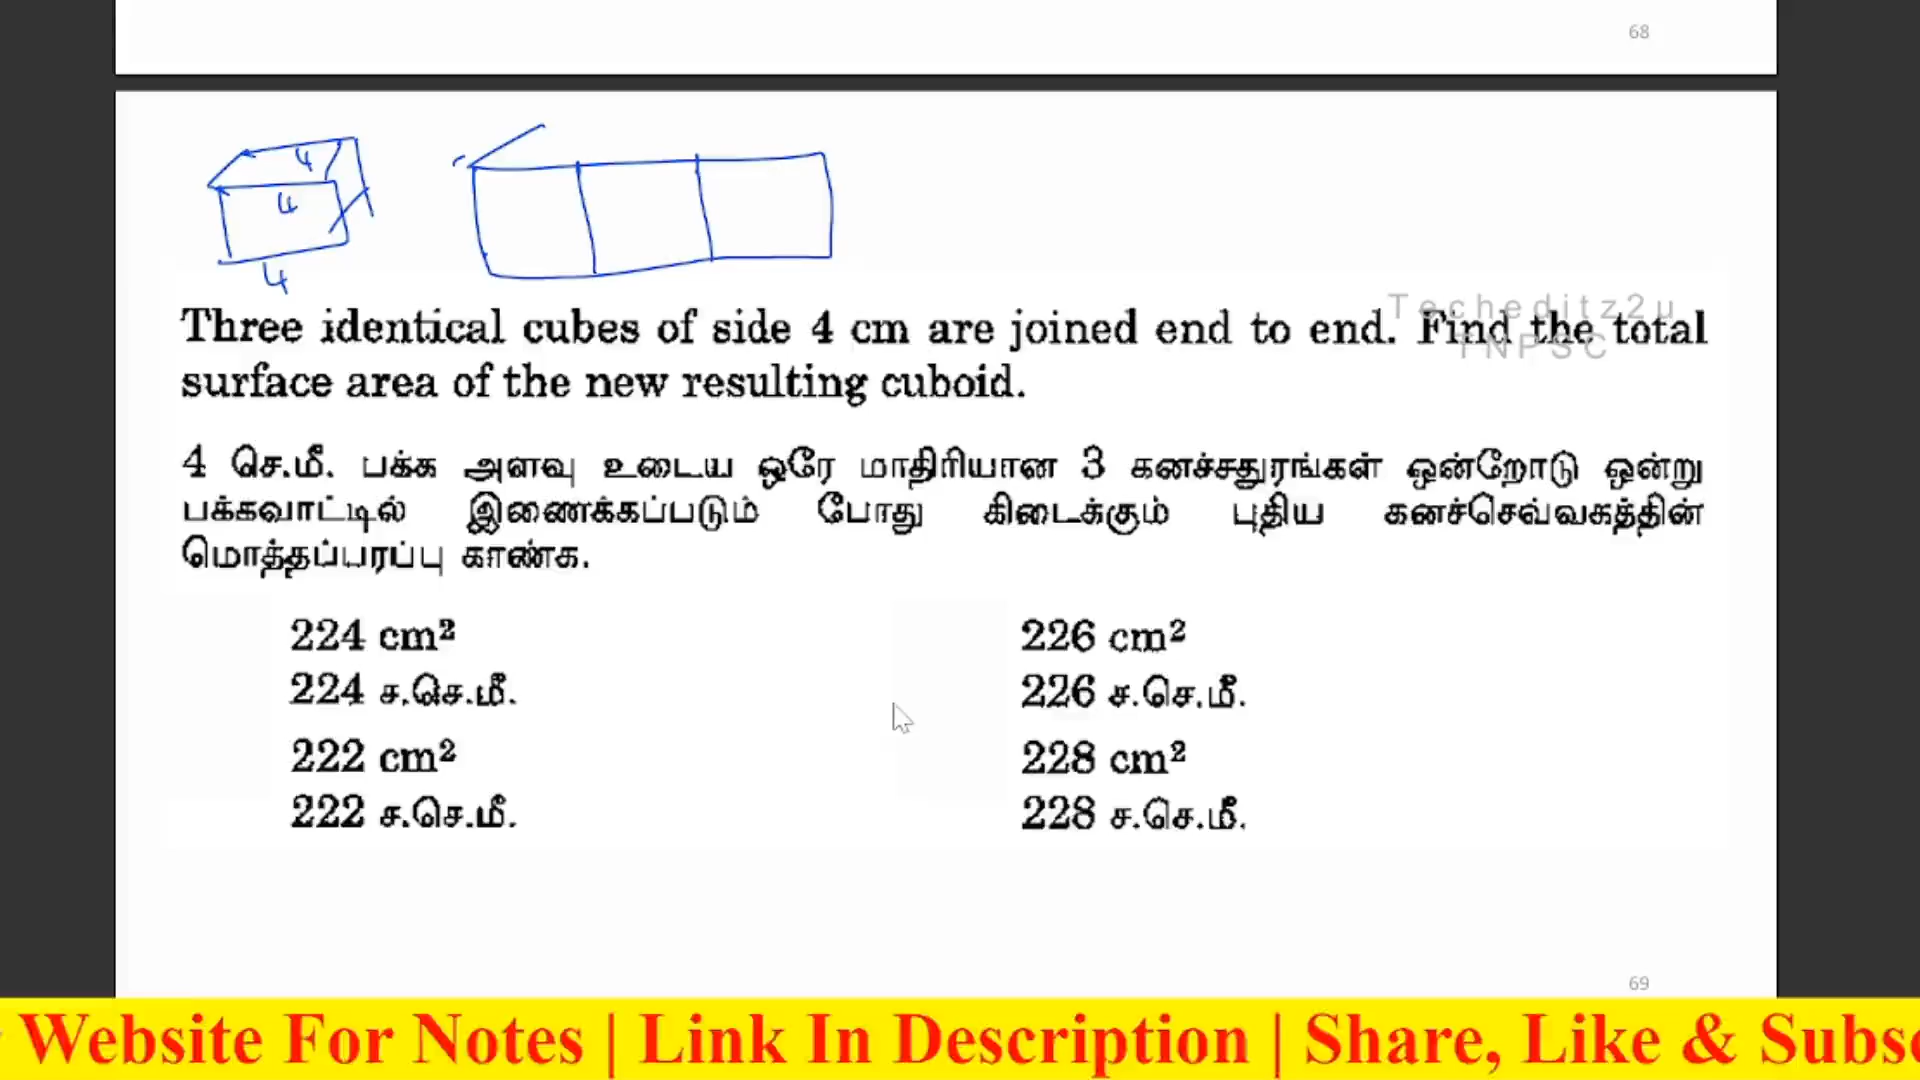 68
4
4
4
Techeditz2u
TNPSC
Three identical cubes of side 4 cm are joined end to end. Find the total
surface area of the new resulting cuboid.
4 செ.மீ. பக்க அளவு உடைய ஒரே மாதிரியான 3 கனச்சதுரங்கள் ஒன்றோடு ஒன்று
பக்கவாட்டில் இணைக்கப்படும் போது கிடைக்கும் புதிய கனச்செவ்வகத்தின்
மொத்தப்பரப்பு காண்க.
224 cm²
224 ச.செ.மீ.
226 cm²
226 ச.செ.மீ.
222 cm²
222 ச.செ.மீ.
228 cm²
228 ச.செ.மீ.
69
Website For Notes | Link In Description | Share, Like & Subsc